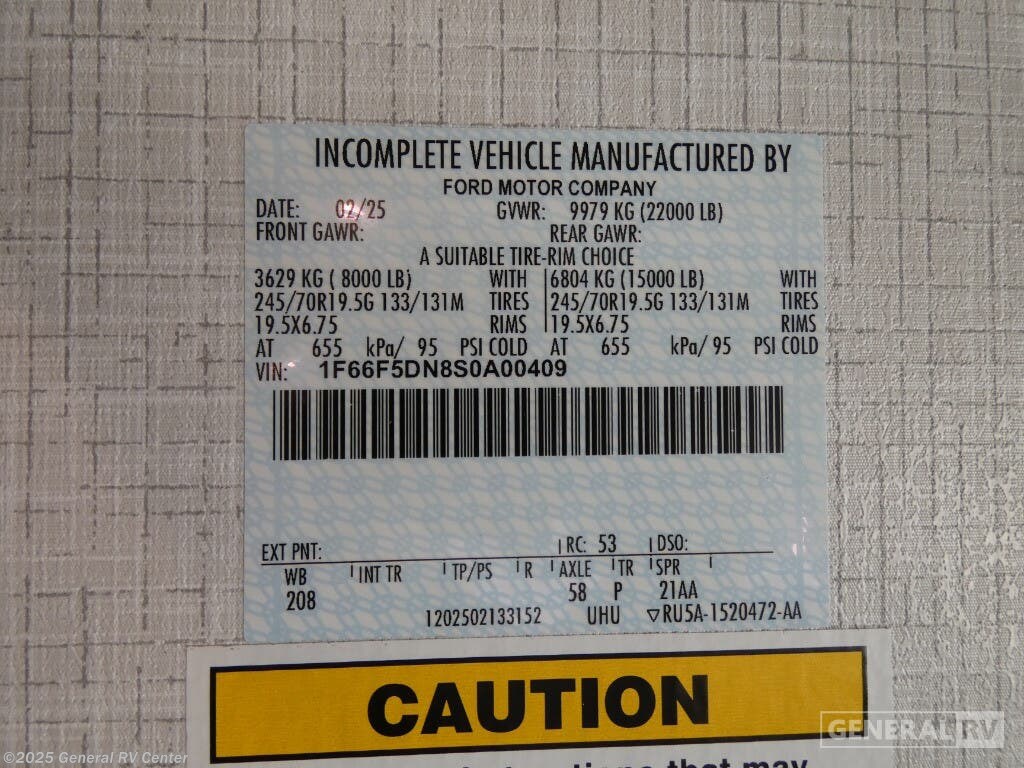 INCOMPLETE VEHICLE MANUFACTURED BY
FORD MOTOR COMPANY
DATE: 02/25 GVWR: 9979 KG (22000 LB)
FRONT GAWR: REAR GAWR:
A SUITABLE TIRE-RIM CHOICE
3629 KG ( 8000 LB) WITH 6804 KG (15000 LB) WITH
245/70R19.5G 133/131M TIRES 245/70R19.5G 133/131M TIRES
19.5X6.75 RIMS 19.5X6.75 RIMS
AT 655 kPa/ 95 PSI COLD AT 655 kPa/ 95 PSI COLD
VIN: 1F66F5DN8S0A00409
EXT PNT: RC: 53 DSO:
WB INT TR TP/PS R AXLE TR SPR
208 58 P 21AA
1202502133152 UHU ▽RU5A-1520472-AA
CAUTION
that may
GENERAL RV
©2025 General RV Center